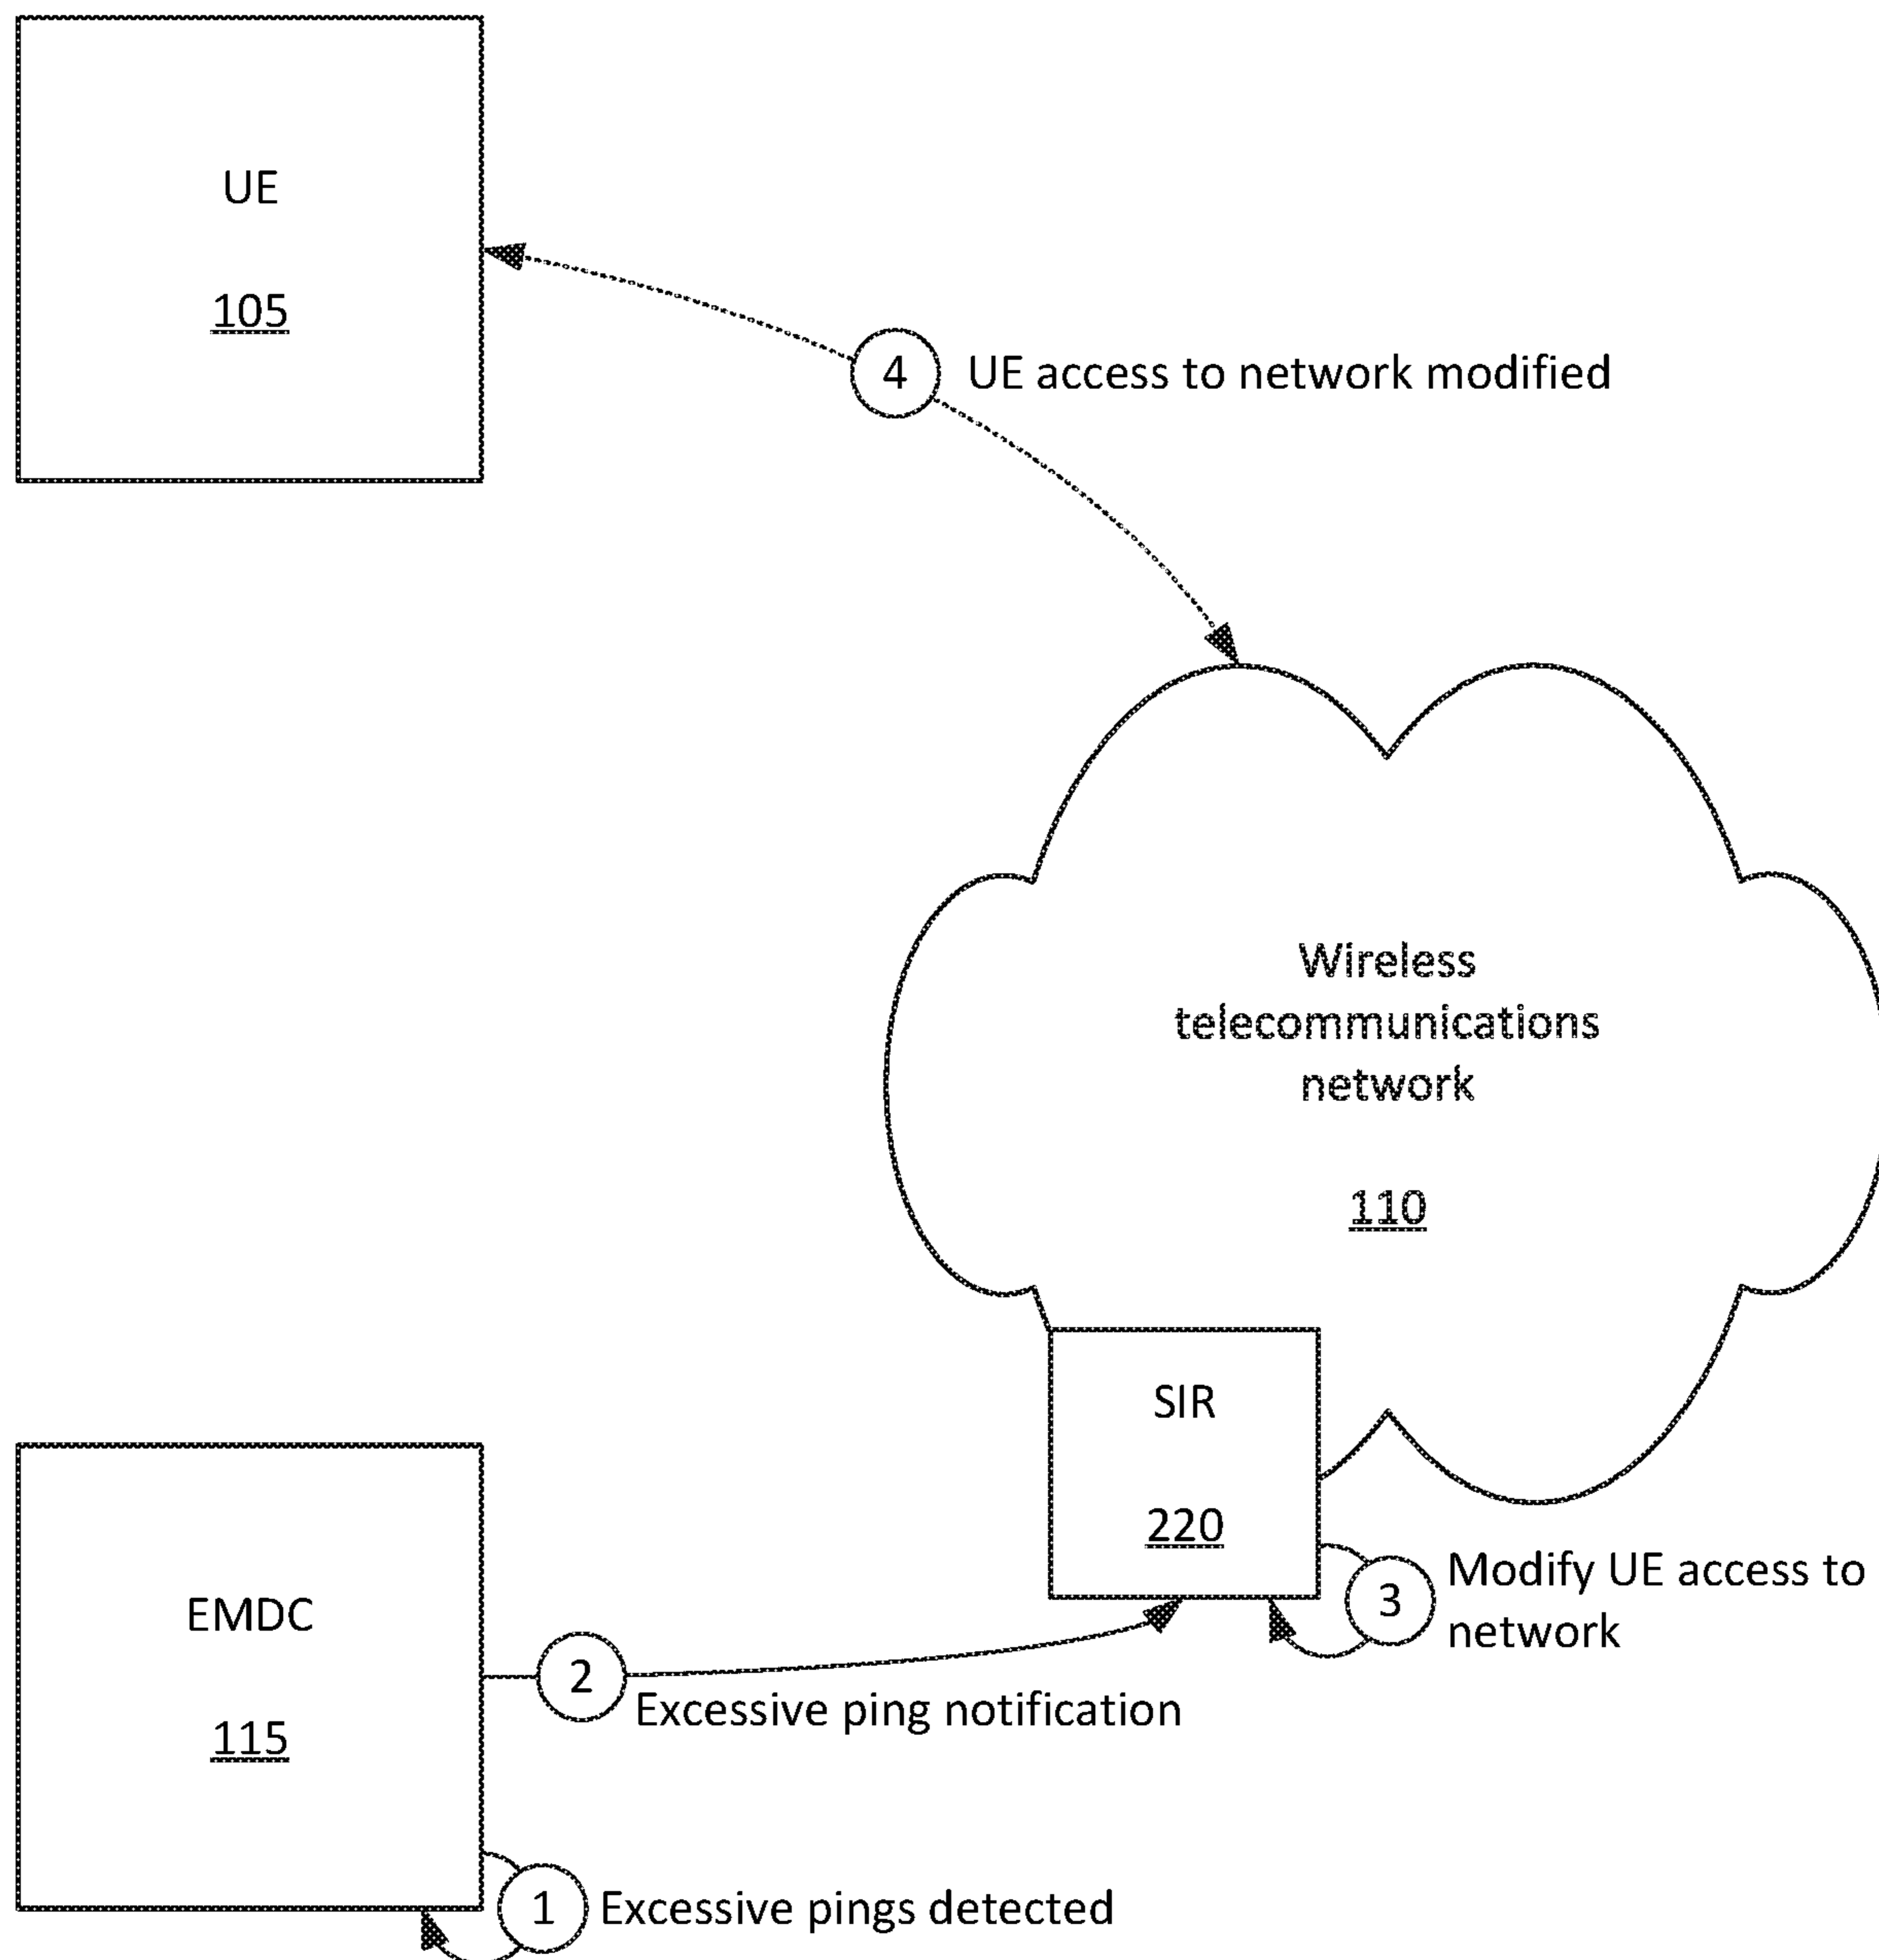 UE
105
4 UE access to network modified
Wireless
telecommunications
network
110
SIR
220
3 Modify UE access to
network
EMDC
115
2 Excessive ping notification
1 Excessive pings detected